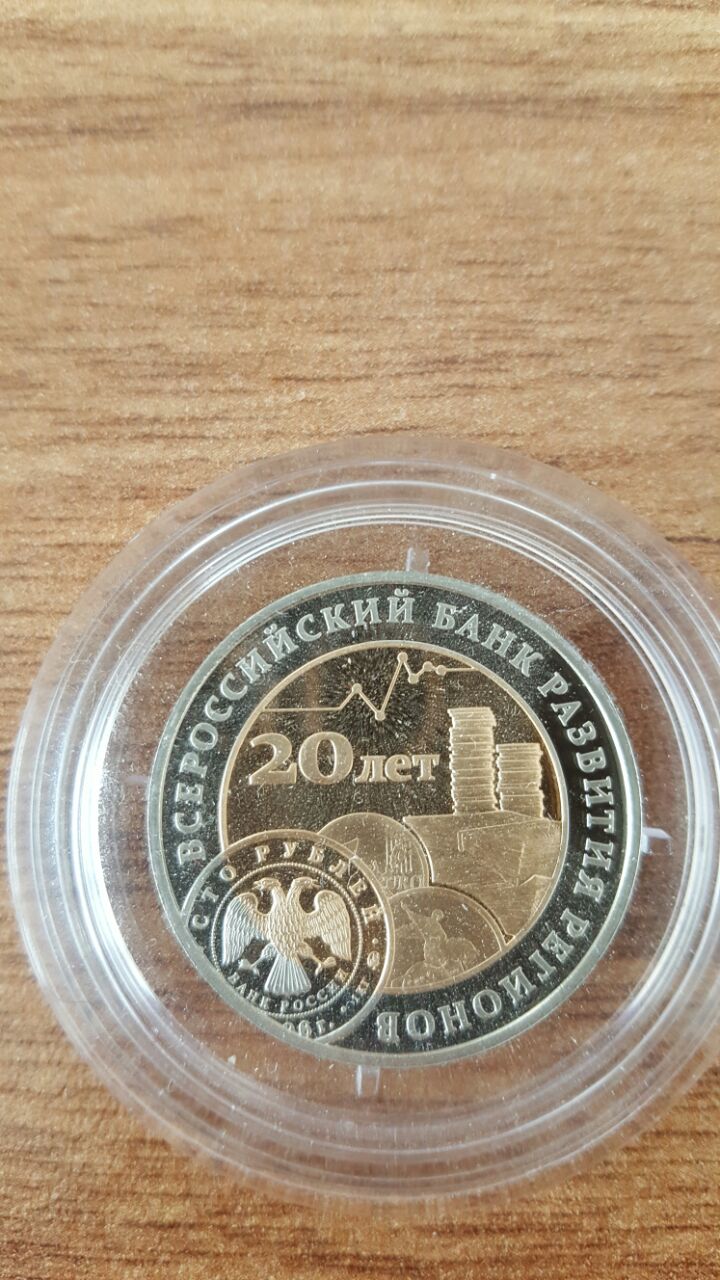 ВСЕРОССИЙСКИЙ БАНК РАЗВИТИЯ РЕГИОНОВ
20 лет
СТО РУБЛЕЙ
БАНК РОССИИ